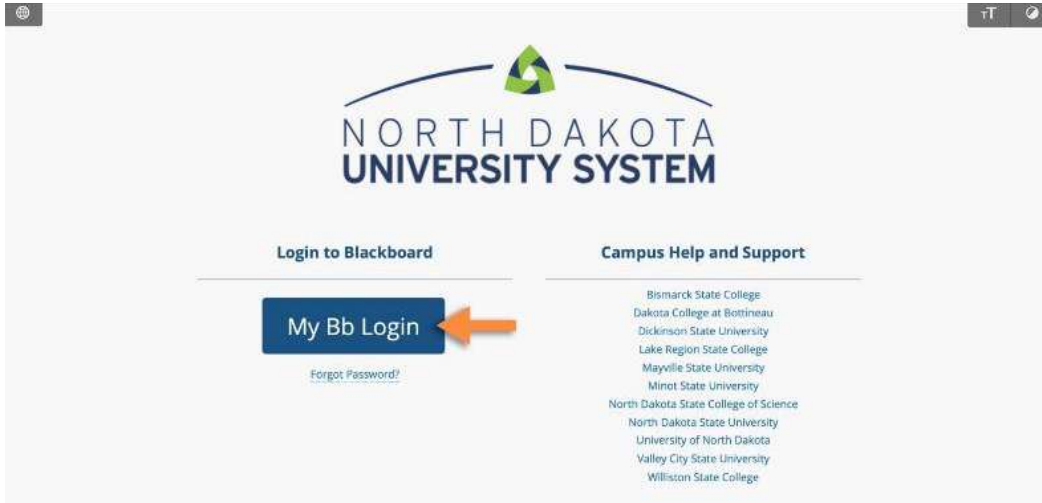 TT
NORTH DAKOTA
UNIVERSITY SYSTEM
Login to Blackboard
My Bb Login
Forgot Password?
Campus Help and Support
Bismarck State College
Dakota College at Bottineau
Dickinson State University
Lake Region State College
Mayville State University
Minot State University
North Dakota State College of Science
North Dakota State University
University of North Dakota
Valley City State University
Williston State College